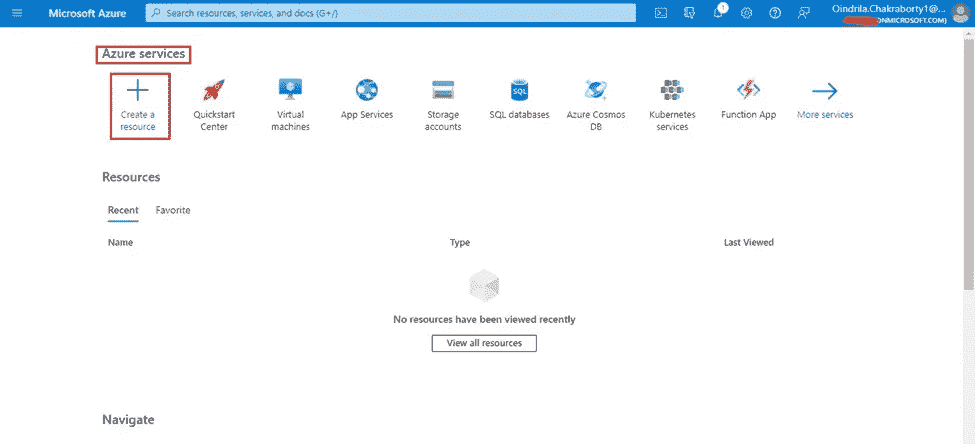 Microsoft Azure
Search resources, services, and docs (G+/)
1
Oindrila.Chakraborty1@...
ONMICROSOFT.COM)
Azure services
Create a
resource
Quickstart
Center
Virtual
machines
App Services
Storage
accounts
SQL
SQL databases
Azure Cosmos
DB
Kubernetes
services
Function App
More services
Resources
Recent
Favorite
Name
Type
Last Viewed
No resources have been viewed recently
View all resources
Navigate